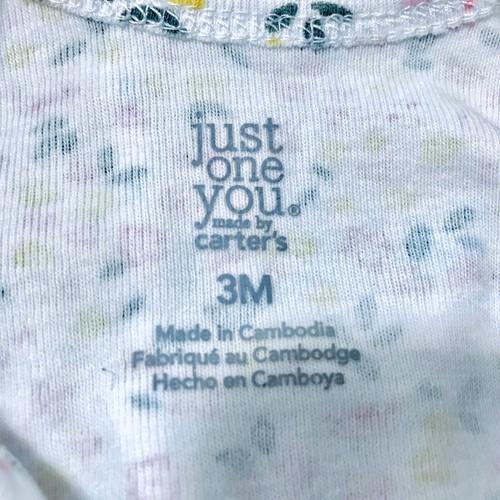 just
one
you®
made by
carter's
3M
Made in Cambodia
Fabriqué au Cambodge
Hecho en Camboya